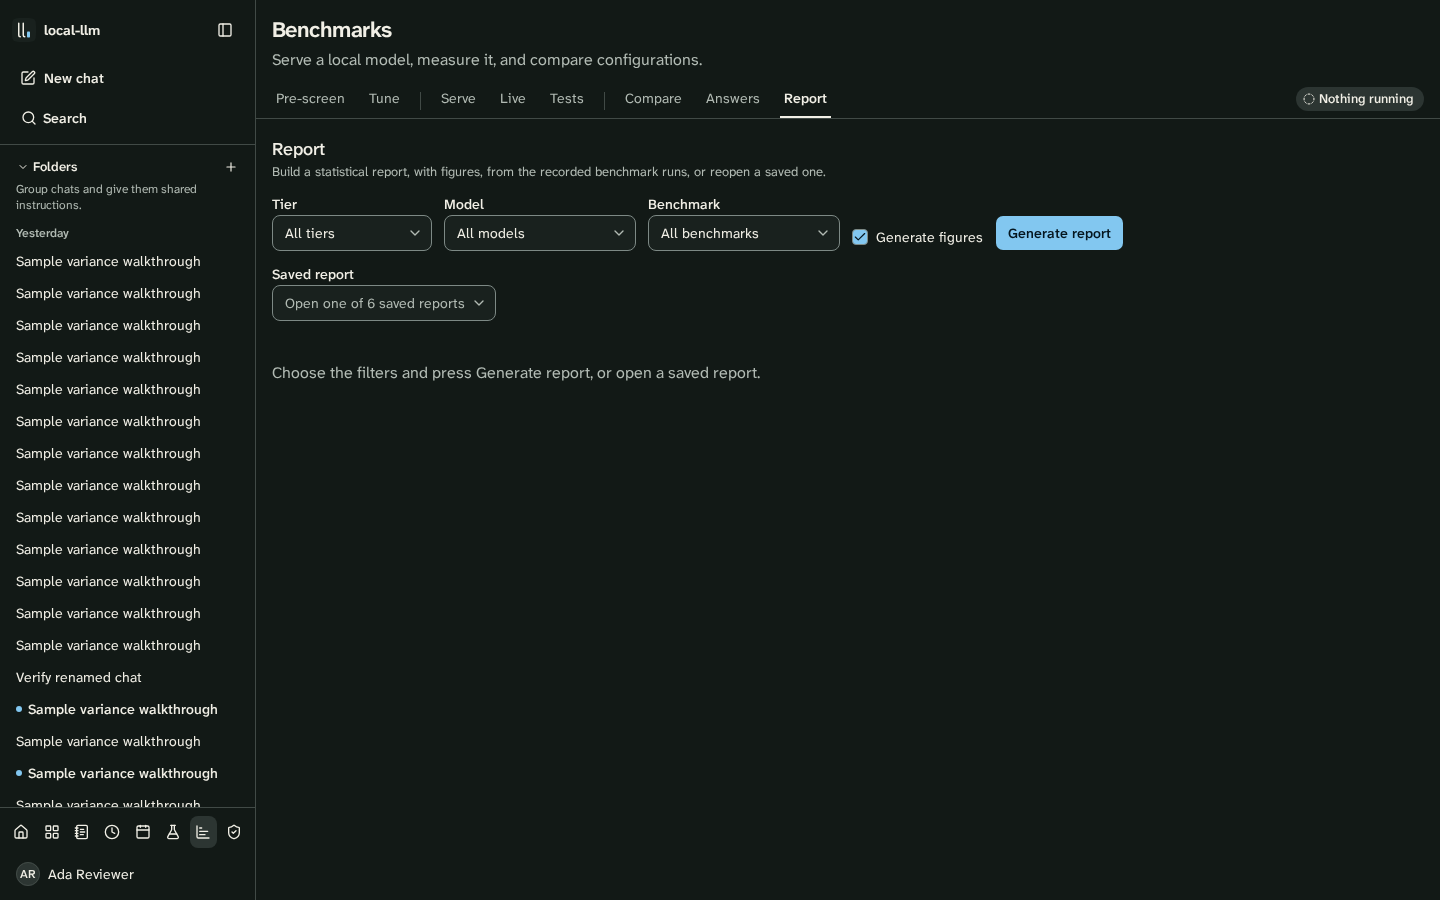 local-llm
New chat
Search
Folders
Group chats and give them shared
instructions.
Yesterday
Sample variance walkthrough
Sample variance walkthrough
Sample variance walkthrough
Sample variance walkthrough
Sample variance walkthrough
Sample variance walkthrough
Sample variance walkthrough
Sample variance walkthrough
Sample variance walkthrough
Sample variance walkthrough
Sample variance walkthrough
Sample variance walkthrough
Sample variance walkthrough
Verify renamed chat
Sample variance walkthrough
Sample variance walkthrough
Sample variance walkthrough
Sample variance walkthrough
AR Ada Reviewer
Benchmarks
Serve a local model, measure it, and compare configurations.
Pre-screen Tune Serve Live Tests Compare Answers Report Nothing running
Report
Build a statistical report, with figures, from the recorded benchmark runs, or reopen a saved one.
Tier Model Benchmark
All tiers All models All benchmarks Generate figures Generate report
Saved report
Open one of 6 saved reports
Choose the filters and press Generate report, or open a saved report.